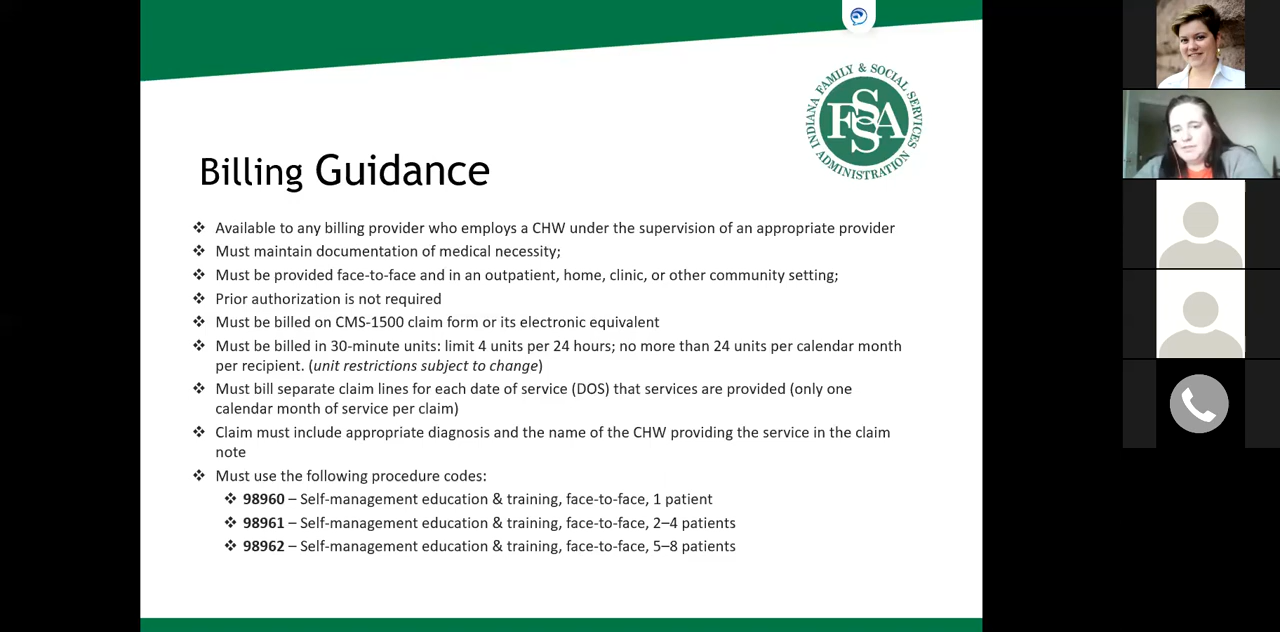 INDIANA FAMILY & SOCIAL SERVICES ADMINISTRATION
FSSA
Billing Guidance
❖ Available to any billing provider who employs a CHW under the supervision of an appropriate provider
❖ Must maintain documentation of medical necessity;
❖ Must be provided face-to-face and in an outpatient, home, clinic, or other community setting;
❖ Prior authorization is not required
❖ Must be billed on CMS-1500 claim form or its electronic equivalent
❖ Must be billed in 30-minute units: limit 4 units per 24 hours; no more than 24 units per calendar month
per recipient. (unit restrictions subject to change)
❖ Must bill separate claim lines for each date of service (DOS) that services are provided (only one
calendar month of service per claim)
❖ Claim must include appropriate diagnosis and the name of the CHW providing the service in the claim
note
❖ Must use the following procedure codes:
❖ 98960 – Self-management education & training, face-to-face, 1 patient
❖ 98961 – Self-management education & training, face-to-face, 2–4 patients
❖ 98962 – Self-management education & training, face-to-face, 5–8 patients